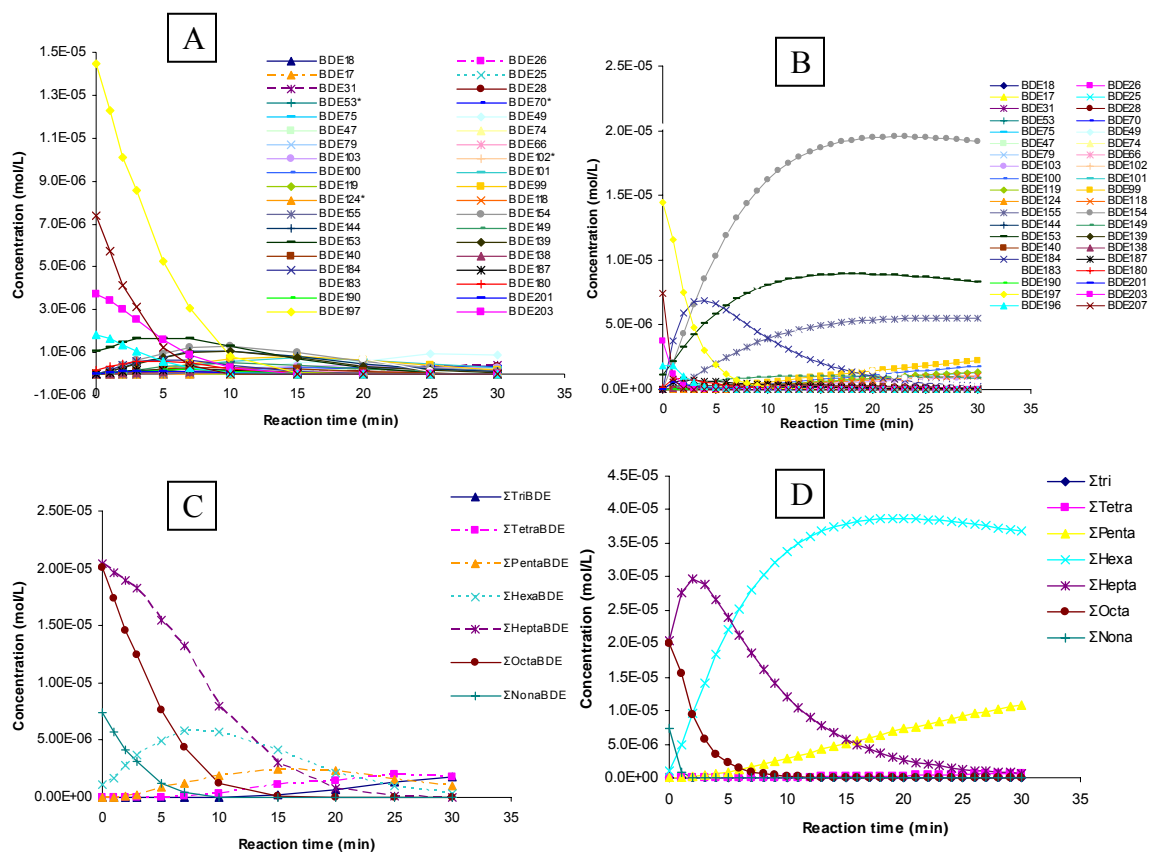 A
1.5E-05
1.3E-05
1.1E-05
9.0E-06
7.0E-06
5.0E-06
3.0E-06
1.0E-06
-1.0E-06
Concentration (mol/L)
0 5 10 15 20 25 30 35
Reaction time (min)
BDE18 BDE26
BDE17 BDE25
BDE31 BDE28
BDE53* BDE70*
BDE75 BDE49
BDE47 BDE74
BDE79 BDE66
BDE103 BDE102*
BDE100 BDE101
BDE119 BDE99
BDE124* BDE118
BDE155 BDE154
BDE144 BDE149
BDE153 BDE139
BDE140 BDE138
BDE184 BDE187
BDE183 BDE180
BDE190 BDE201
BDE197 BDE203
B
2.5E-05
2.0E-05
1.5E-05
1.0E-05
5.0E-06
0.0E+00
Concentration (mol/L)
0 5 10 15 20 25 30 35
Reaction Time (min)
BDE18 BDE26
BDE17 BDE25
BDE31 BDE28
BDE53 BDE70
BDE75 BDE49
BDE47 BDE74
BDE79 BDE66
BDE103 BDE102
BDE100 BDE101
BDE119 BDE99
BDE124 BDE118
BDE155 BDE154
BDE144 BDE149
BDE153 BDE139
BDE140 BDE138
BDE184 BDE187
BDE183 BDE180
BDE190 BDE201
BDE197 BDE203
BDE196 BDE207
C
2.50E-05
2.00E-05
1.50E-05
1.00E-05
5.00E-06
0.00E+00
Concentration (mol/L)
0 5 10 15 20 25 30 35
Reaction time (min)
ΣTriBDE
ΣTetraBDE
ΣPentaBDE
ΣHexaBDE
ΣHeptaBDE
ΣOctaBDE
ΣNonaBDE
D
4.5E-05
4.0E-05
3.5E-05
3.0E-05
2.5E-05
2.0E-05
1.5E-05
1.0E-05
5.0E-06
0.0E+00
Concentration (mol/L)
0 5 10 15 20 25 30 35
Reaction time (min)
Σtri
ΣTetra
ΣPenta
ΣHexa
ΣHepta
ΣOcta
ΣNona